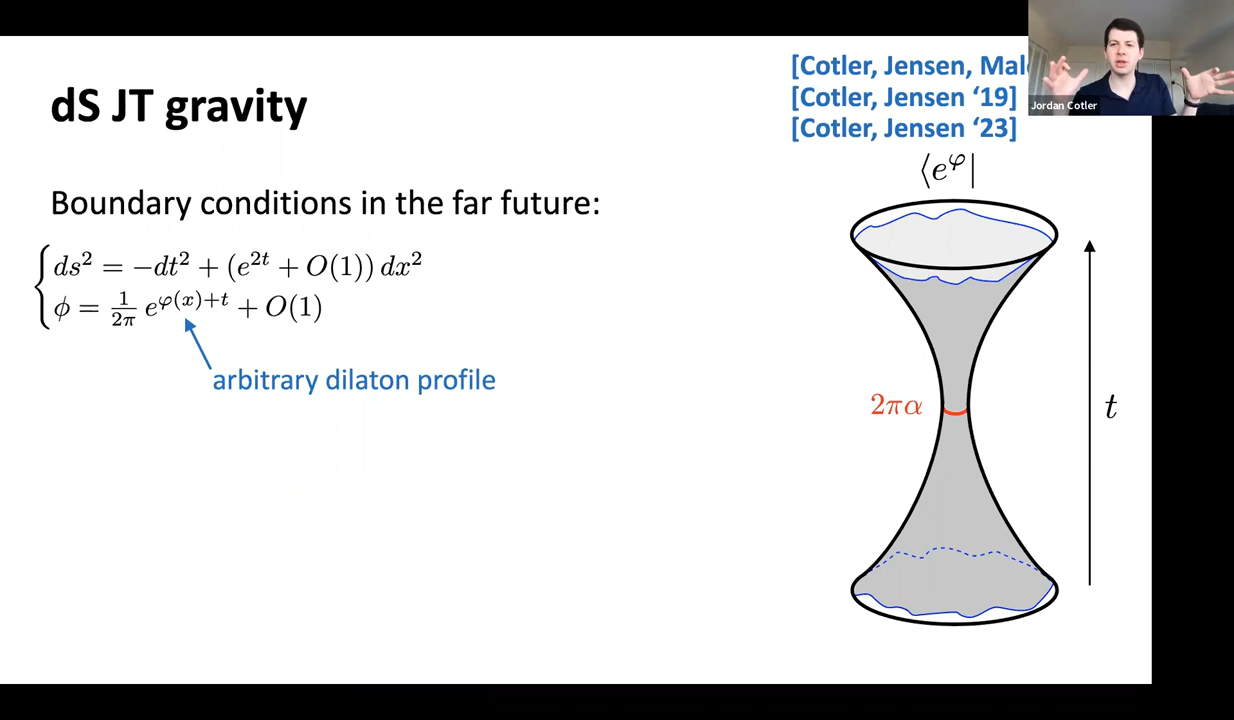 dS JT gravity
[Cotler, Jensen,
[Cotler, Jensen ‘19]
[Cotler, Jensen ‘23]
Jordan Cotler
⟨e^φ|
Boundary conditions in the far future:
ds² = −dt² + (e^{2t} + O(1)) dx²
ϕ = 1/2π e^{φ(x)+t} + O(1)
arbitrary dilaton profile
2πα
t